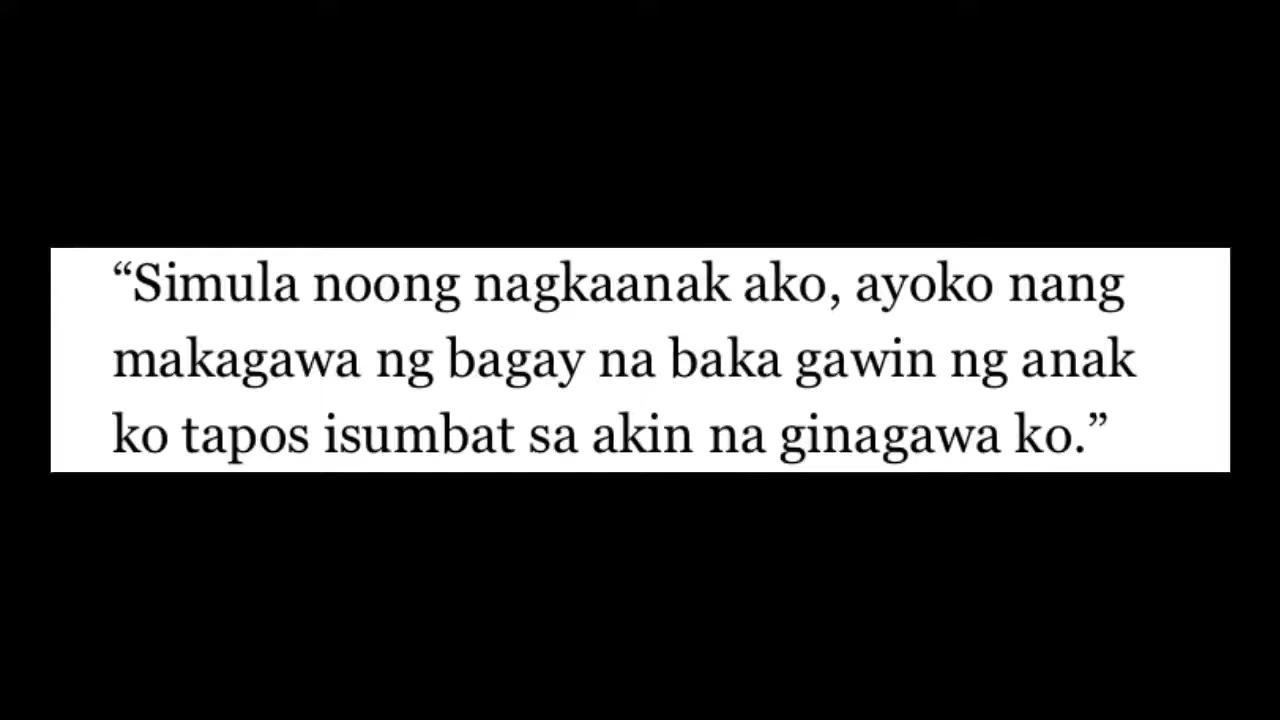 “Simula noong nagkaanak ako, ayoko nang
makagawa ng bagay na baka gawin ng anak
ko tapos isumbat sa akin na ginagawa ko.”